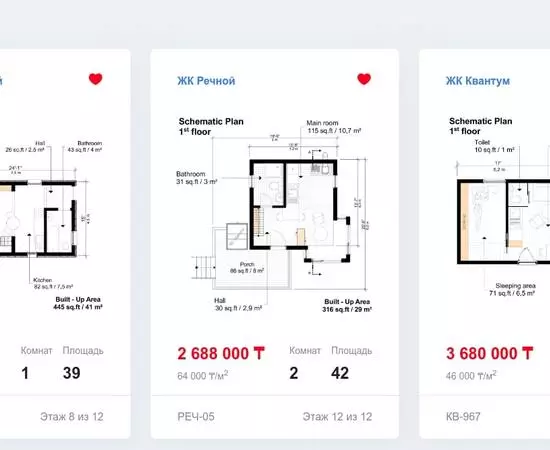 й
Hall
26 sq.ft / 2,5 m²
Bathroom
43 sq.ft / 4 m²
24'-1"
Kitchen
82 sq.ft / 7,5 m²
Built - Up Area
445 sq.ft / 41 m²
Комнат
Площадь
1
39
Этаж 8 из 12
ЖК Речной
Schematic Plan
1st floor
Main room
115 sq.ft / 10,7 m²
Bathroom
31 sq.ft / 3 m²
Porch
86 sq.ft / 8 m²
Hall
30 sq.ft / 2,9 m²
Built - Up Area
316 sq.ft / 29 m²
2 688 000 ₸
64 000 ₸/м²
Комнат
Площадь
2
42
РЕЧ-05
Этаж 12 из 12
ЖК Квантум
Schematic Plan
1st floor
Toilet
10 sq.ft / 1 m²
17'
5,2 m
Sleeping area
71 sq.ft / 6,5 m²
3 680 000 ₸
46 000 ₸/м²
КВ-967